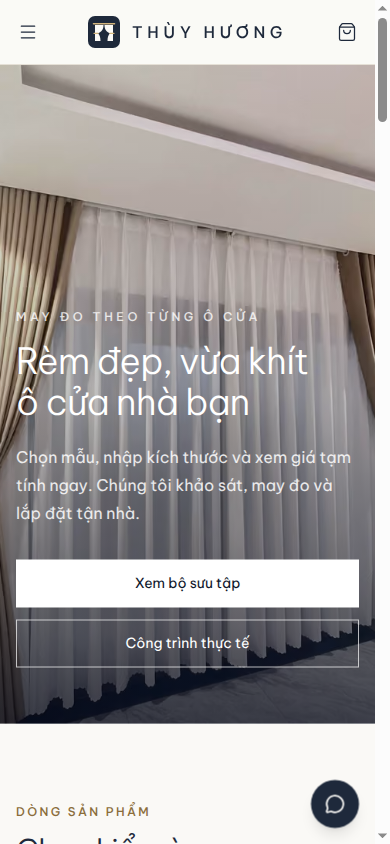 THÙY HƯƠNG
MAY ĐO THEO TỪNG Ô CỬA
Rèm đẹp, vừa khít
ô cửa nhà bạn
Chọn mẫu, nhập kích thước và xem giá tạm
tính ngay. Chúng tôi khảo sát, may đo và
lắp đặt tận nhà.
Xem bộ sưu tập
Công trình thực tế
DÒNG SẢN PHẨM